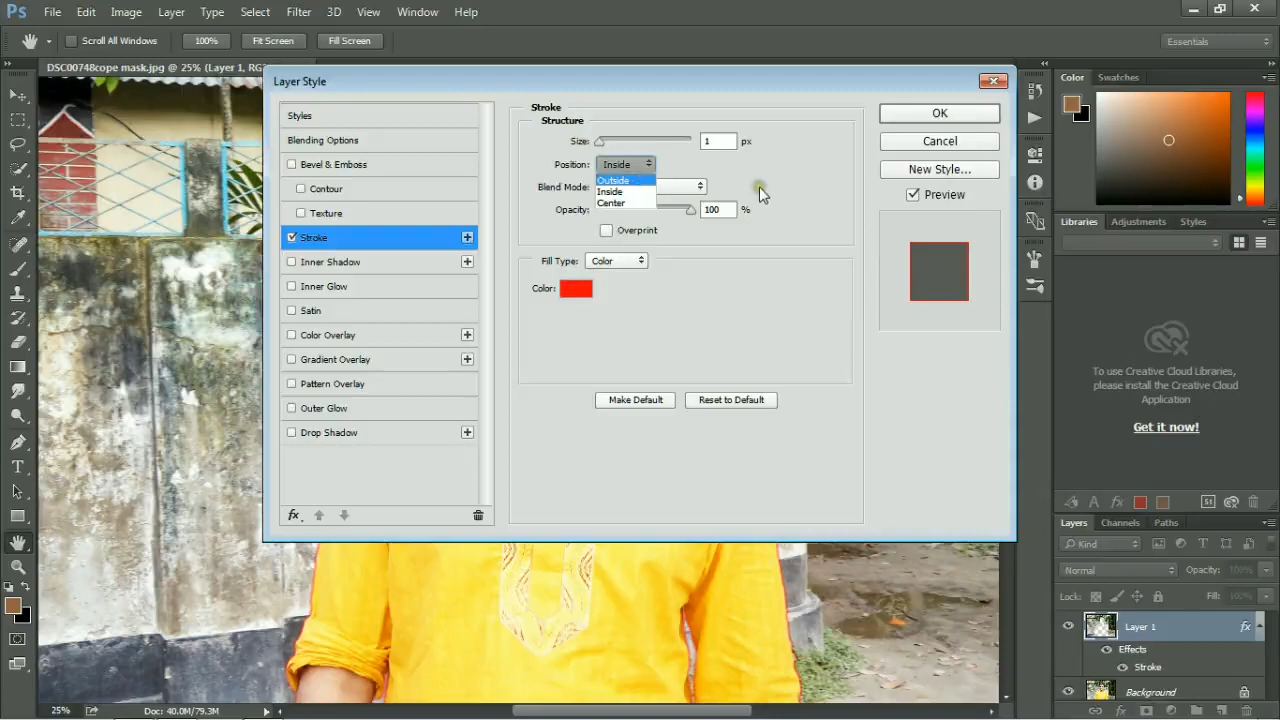 Ps File Edit Image Layer Type Select Filter 3D View Window Help
Scroll All Windows 100% Fit Screen Fill Screen Essentials
DSC00748cope mask.jpg @ 25% (Layer 1, RG
Layer Style
Styles
Blending Options
Bevel & Emboss
Contour
Texture
Stroke
Inner Shadow
Inner Glow
Satin
Color Overlay
Gradient Overlay
Pattern Overlay
Outer Glow
Drop Shadow
fx
Stroke
Structure
Size: 1 px
Position: Inside
Outside
Inside
Center
Blend Mode:
Opacity: 100 %
Overprint
Fill Type: Color
Color:
Make Default Reset to Default
OK
Cancel
New Style...
Preview
Color Swatches
Libraries Adjustments Styles
To use Creative Cloud Libraries,
please install the Creative Cloud
Application
Get it now!
fx St
Layers Channels Paths
Kind
Normal Opacity: 100%
Lock: Fill: 100%
Layer 1 fx
Effects
Stroke
Background
25% Doc: 40.0M/79.3M
fx